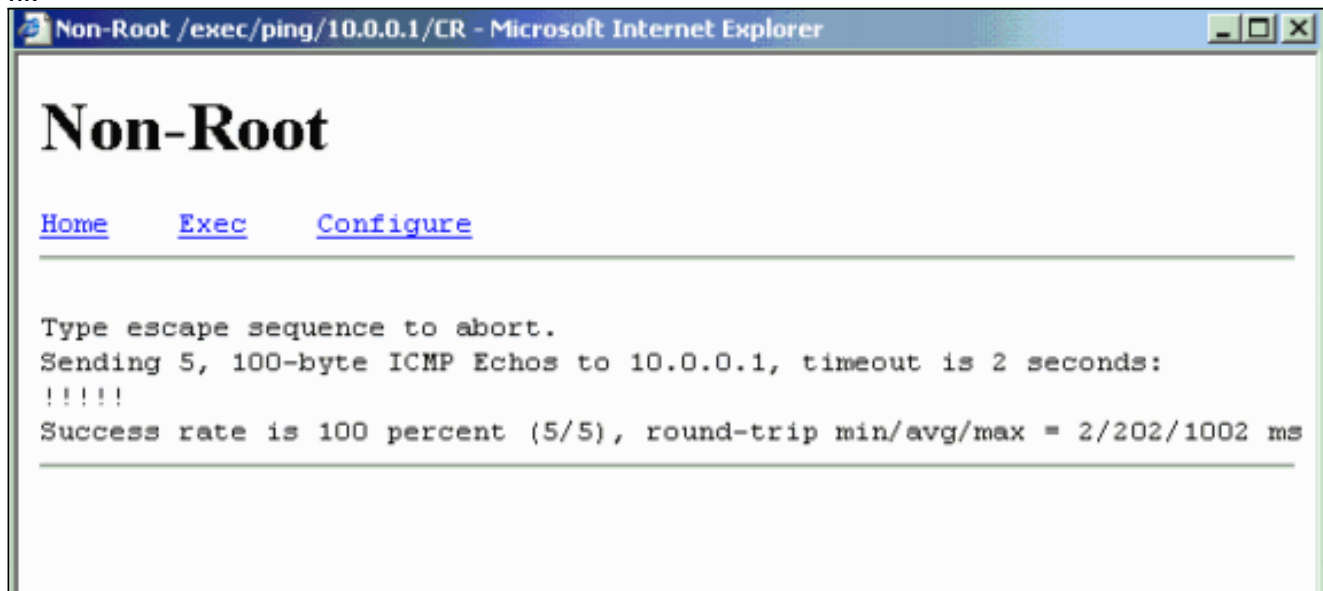 Non-Root /exec/ping/10.0.0.1/CR - Microsoft Internet Explorer
Non-Root
Home Exec Configure
Type escape sequence to abort.
Sending 5, 100-byte ICMP Echos to 10.0.0.1, timeout is 2 seconds:
!!!!!
Success rate is 100 percent (5/5), round-trip min/avg/max = 2/202/1002 ms